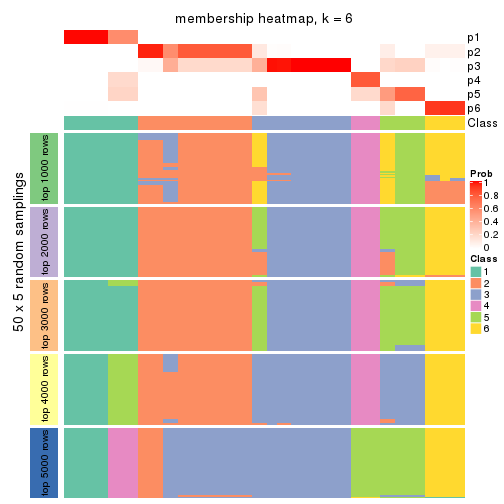 membership heatmap, k = 6
p1
p2
p3
p4
p5
p6
Class
50 x 5 random samplings
top 1000 rows
top 2000 rows
top 3000 rows
top 4000 rows
top 5000 rows
Prob
1
0.8
0.6
0.4
0.2
0
Class
1
2
3
4
5
6